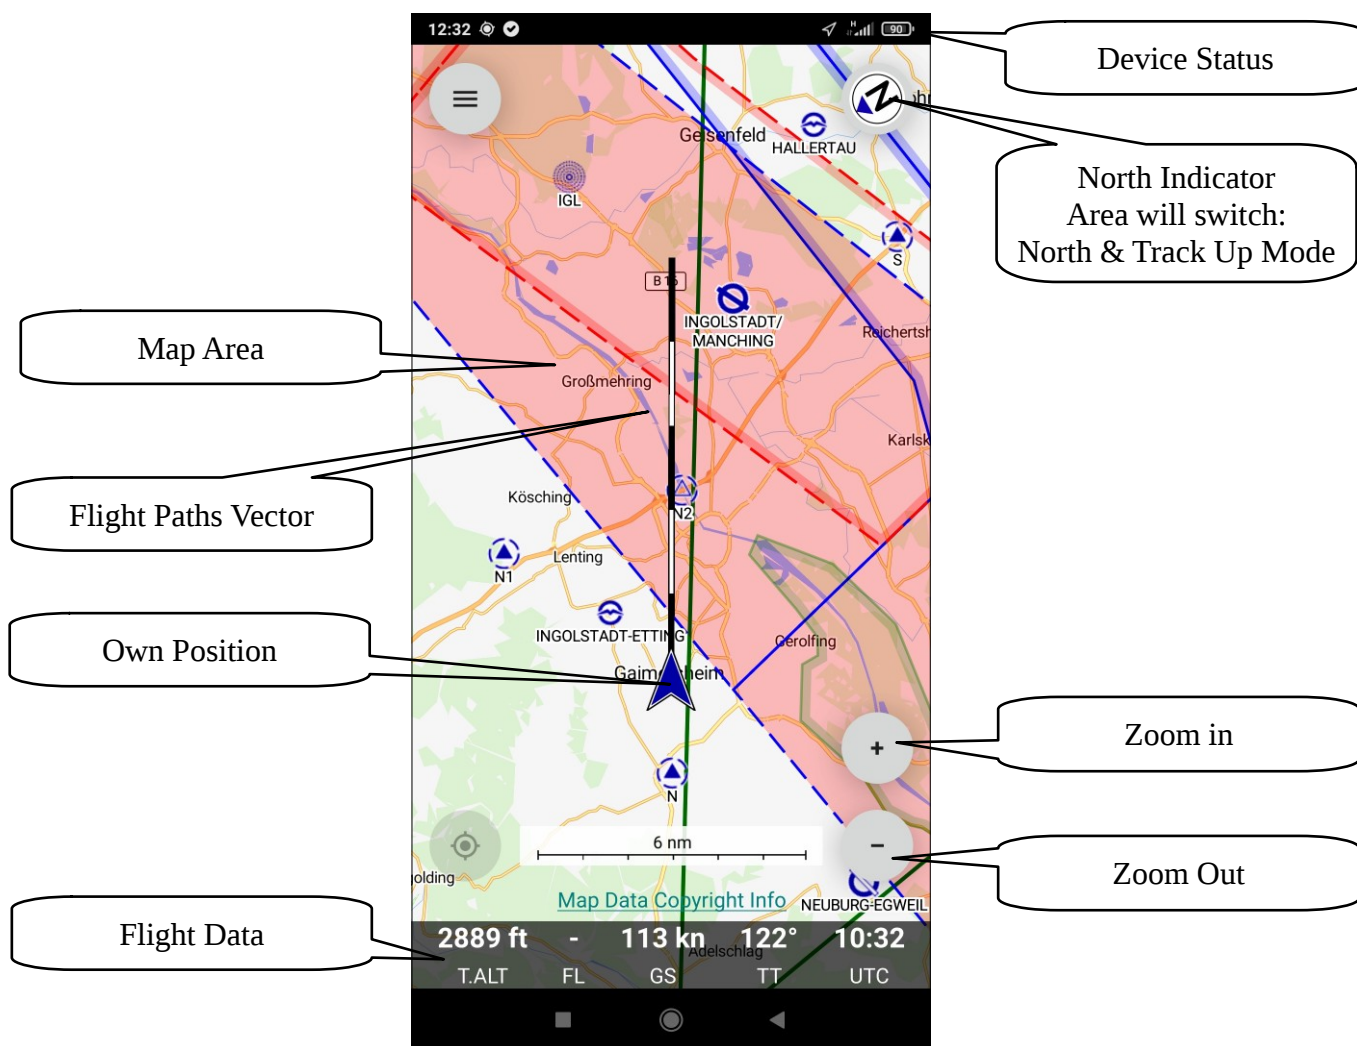 12:32
H
90
Device Status
N
Geisenfeld
HALLERTAU
IGL
North Indicator
Area will switch:
North & Track Up Mode
S
B 16
INGOLSTADT/
MANCHING
Reichertsh
Map Area
Großmehring
Karlsk
Kösching
Flight Paths Vector
N2
Lenting
N1
INGOLSTADT-ETTING
Gerolfing
Own Position
Gaimersheim
Zoom in
+
N
6 nm
-
Zoom Out
olding
Map Data Copyright Info
NEUBURG-EGWEIL
Flight Data
2889 ft - 113 kn 122° 10:32
Adelschlag
T.ALT FL GS TT UTC